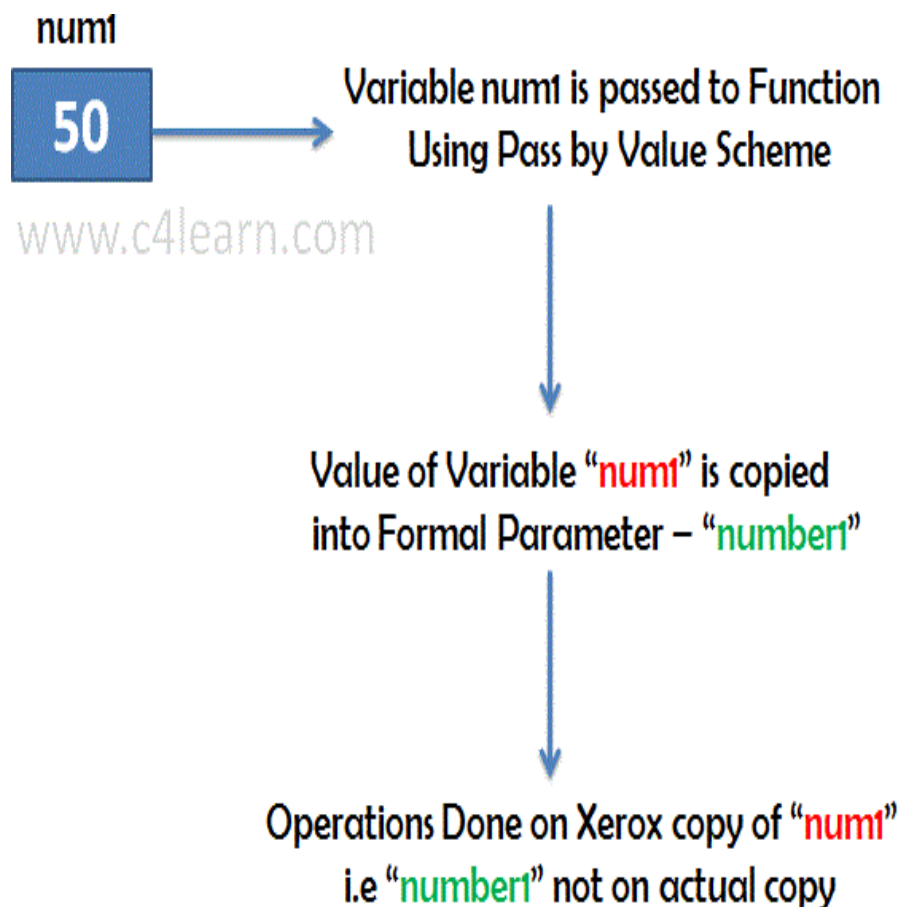 num1
50
Variable num1 is passed to Function
Using Pass by Value Scheme
www.c4learn.com
Value of Variable “num1” is copied
into Formal Parameter – “number1”
Operations Done on Xerox copy of “num1”
i.e “number1” not on actual copy